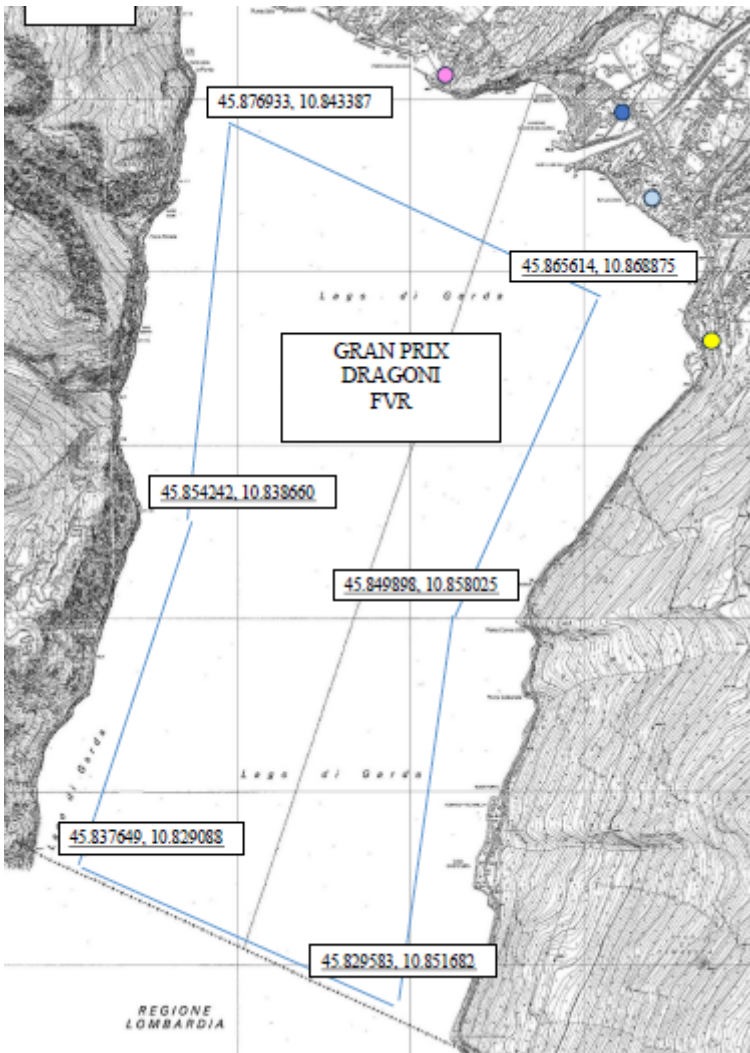 45.876933, 10.843387
45.865614, 10.868875
Lago di Garda
GRAN PRIX
DRAGONI
FVR
45.854242, 10.838660
45.849898, 10.858025
Lago di Garda
Lago di Garda
45.837649, 10.829088
45.829583, 10.851682
REGIONE
LOMBARDIA